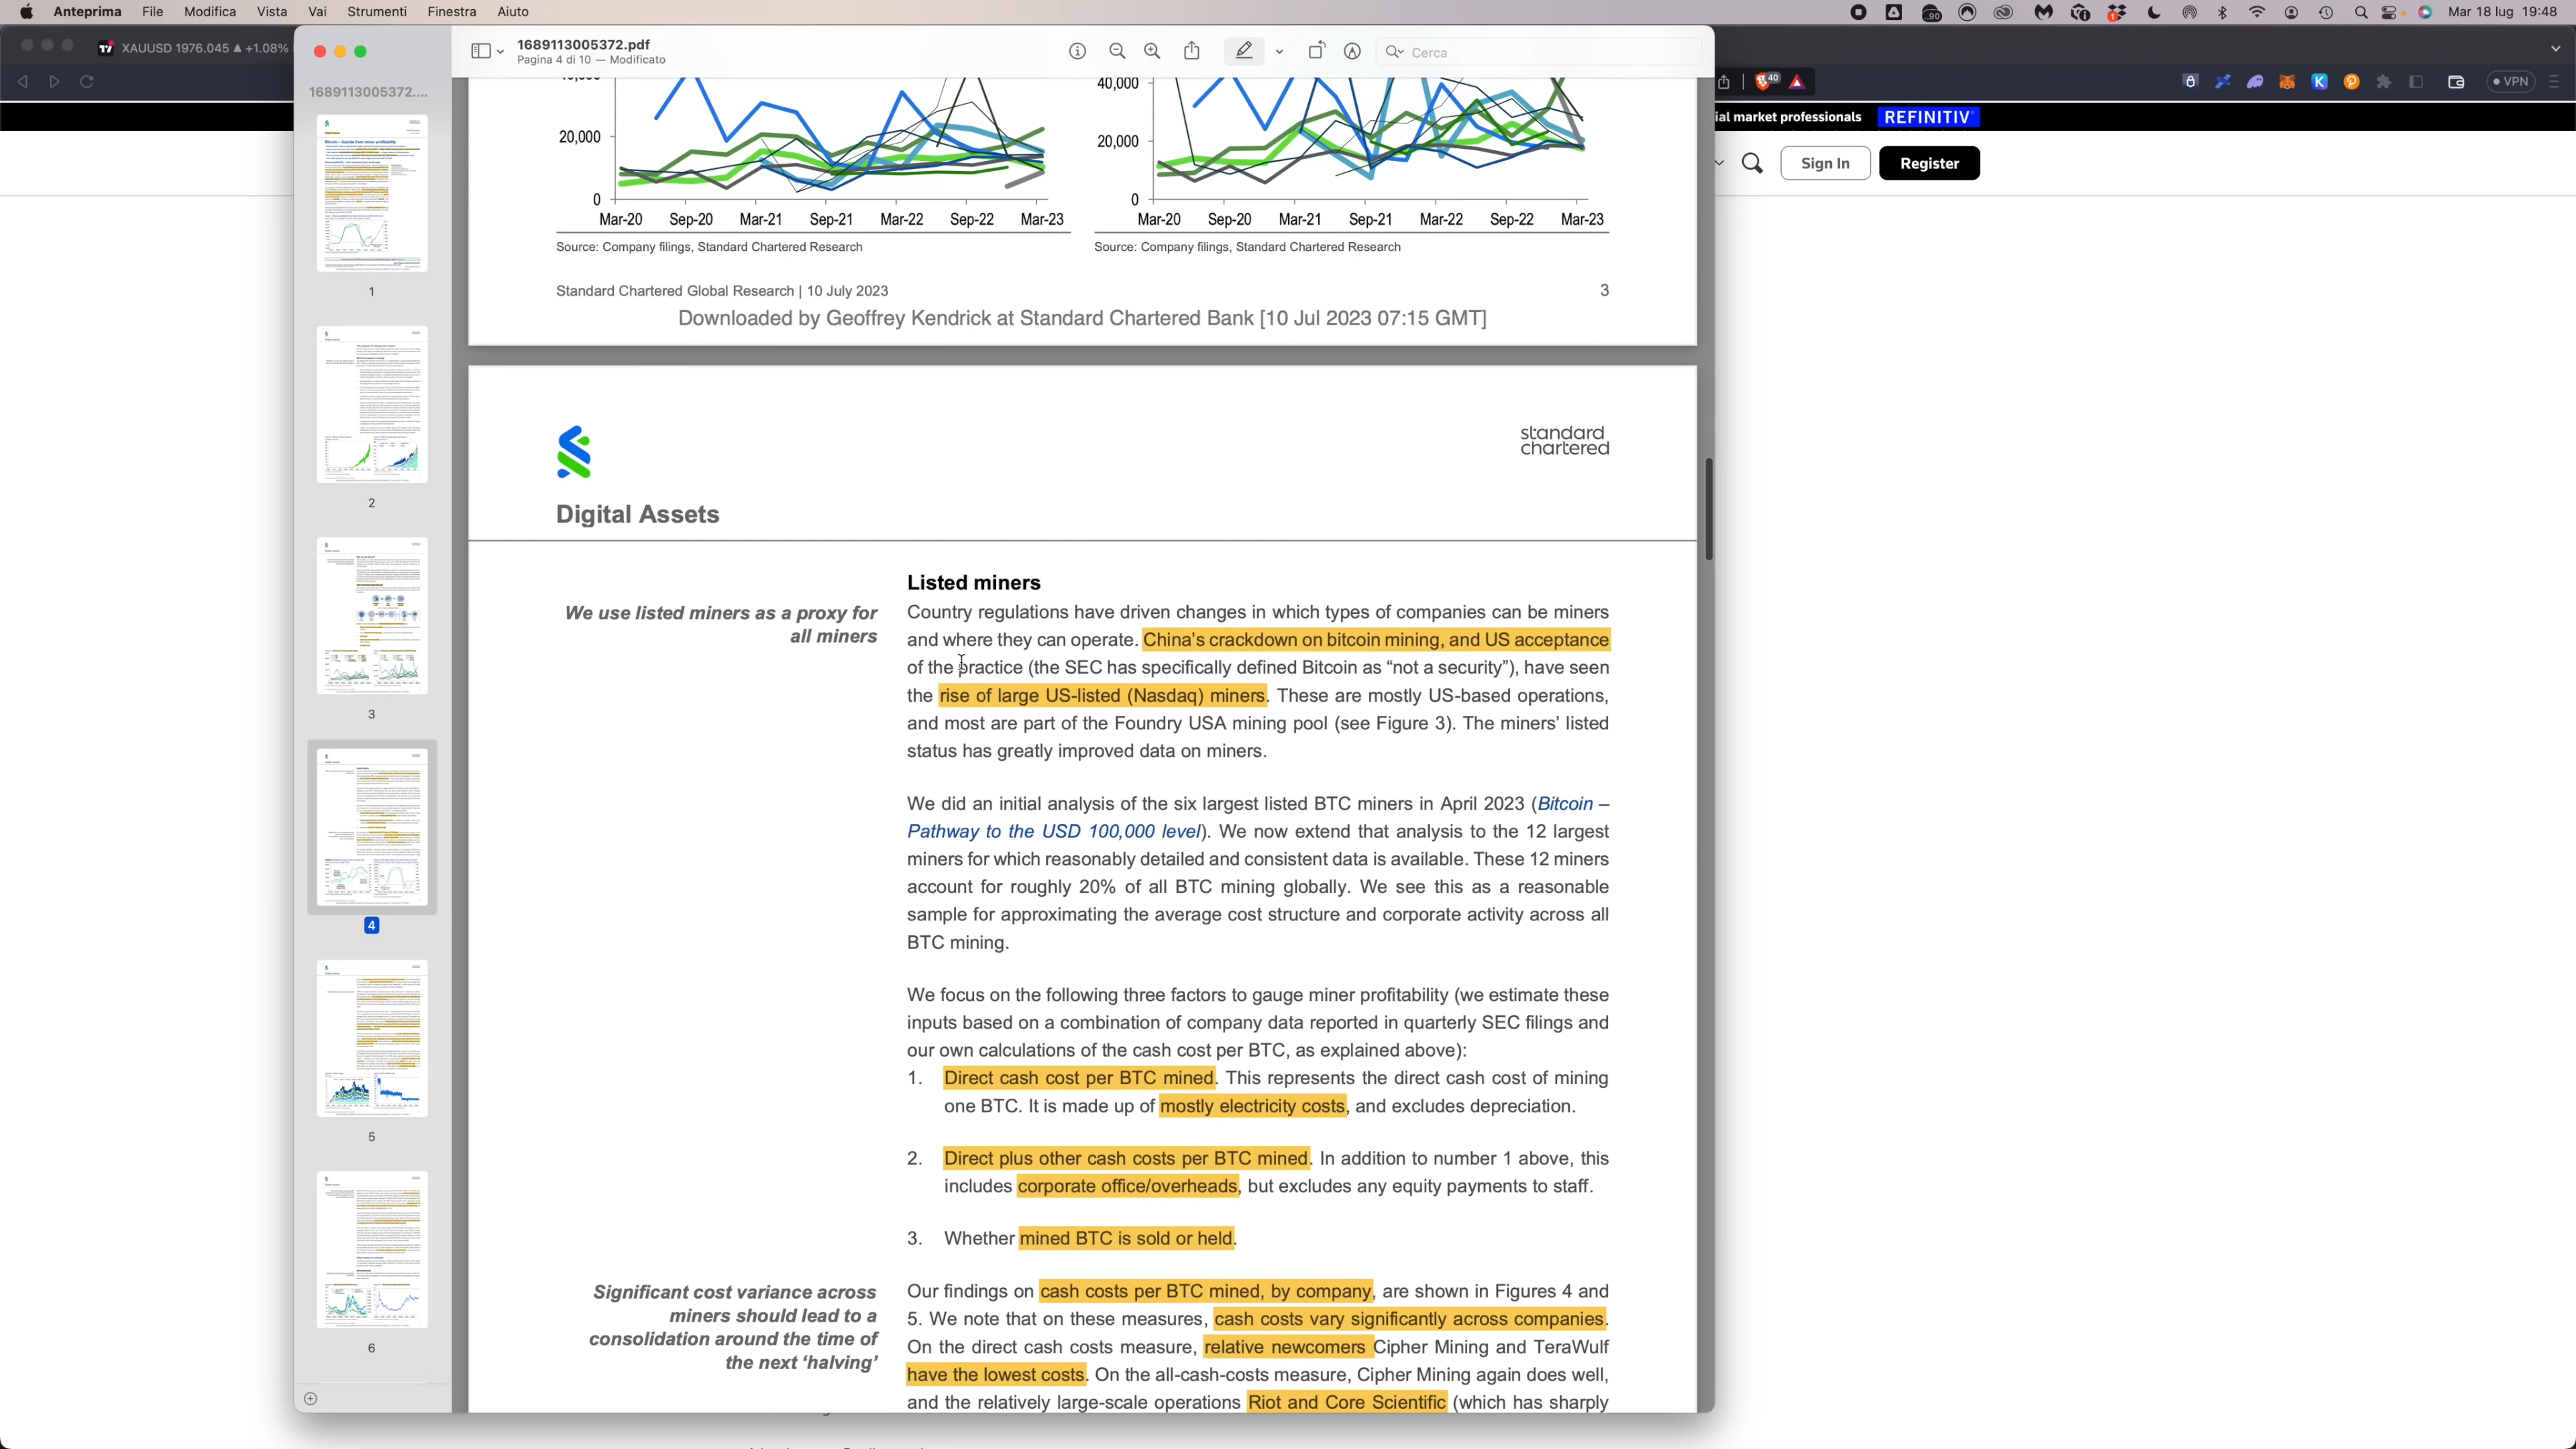 Anteprima File Modifica Vista Vai Strumenti Finestra Aiuto
90
1
Mar 18 lug 19:48
XAUUSD 1976.045 ▲ +1.08%
1689113005372.pdf
Pagina 4 di 10 — Modificato
Cerca
40
VPN
1689113005372....
ial market professionals REFINITIV
Sign In
Register
1
2
3
4
5
6
20,000
0
Mar-20 Sep-20 Mar-21 Sep-21 Mar-22 Sep-22 Mar-23
Source: Company filings, Standard Chartered Research
40,000
20,000
0
Mar-20 Sep-20 Mar-21 Sep-21 Mar-22 Sep-22 Mar-23
Source: Company filings, Standard Chartered Research
Standard Chartered Global Research | 10 July 2023
3
Downloaded by Geoffrey Kendrick at Standard Chartered Bank [10 Jul 2023 07:15 GMT]
standard
chartered
Digital Assets
Listed miners
We use listed miners as a proxy for
all miners
Country regulations have driven changes in which types of companies can be miners
and where they can operate. China's crackdown on bitcoin mining, and US acceptance
of the practice (the SEC has specifically defined Bitcoin as “not a security”), have seen
the rise of large US-listed (Nasdaq) miners. These are mostly US-based operations,
and most are part of the Foundry USA mining pool (see Figure 3). The miners’ listed
status has greatly improved data on miners.
We did an initial analysis of the six largest listed BTC miners in April 2023 (Bitcoin –
Pathway to the USD 100,000 level). We now extend that analysis to the 12 largest
miners for which reasonably detailed and consistent data is available. These 12 miners
account for roughly 20% of all BTC mining globally. We see this as a reasonable
sample for approximating the average cost structure and corporate activity across all
BTC mining.
We focus on the following three factors to gauge miner profitability (we estimate these
inputs based on a combination of company data reported in quarterly SEC filings and
our own calculations of the cash cost per BTC, as explained above):
1. Direct cash cost per BTC mined. This represents the direct cash cost of mining
one BTC. It is made up of mostly electricity costs, and excludes depreciation.
2. Direct plus other cash costs per BTC mined. In addition to number 1 above, this
includes corporate office/overheads, but excludes any equity payments to staff.
3. Whether mined BTC is sold or held.
Significant cost variance across
miners should lead to a
consolidation around the time of
the next ‘halving’
Our findings on cash costs per BTC mined, by company, are shown in Figures 4 and
5. We note that on these measures, cash costs vary significantly across companies.
On the direct cash costs measure, relative newcomers Cipher Mining and TeraWulf
have the lowest costs. On the all-cash-costs measure, Cipher Mining again does well,
and the relatively large-scale operations Riot and Core Scientific (which has sharply